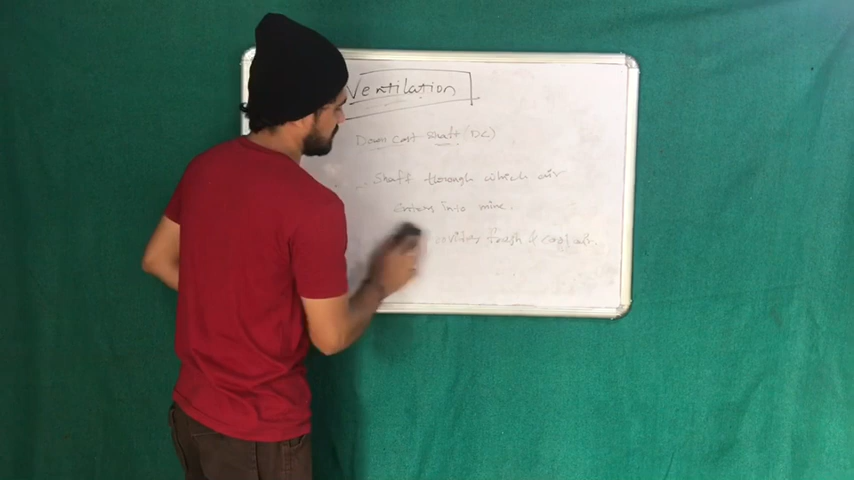 Ventilation
Down cast shaft (DC)
Shaft through which air
enters into mine.
fresh & cool air.